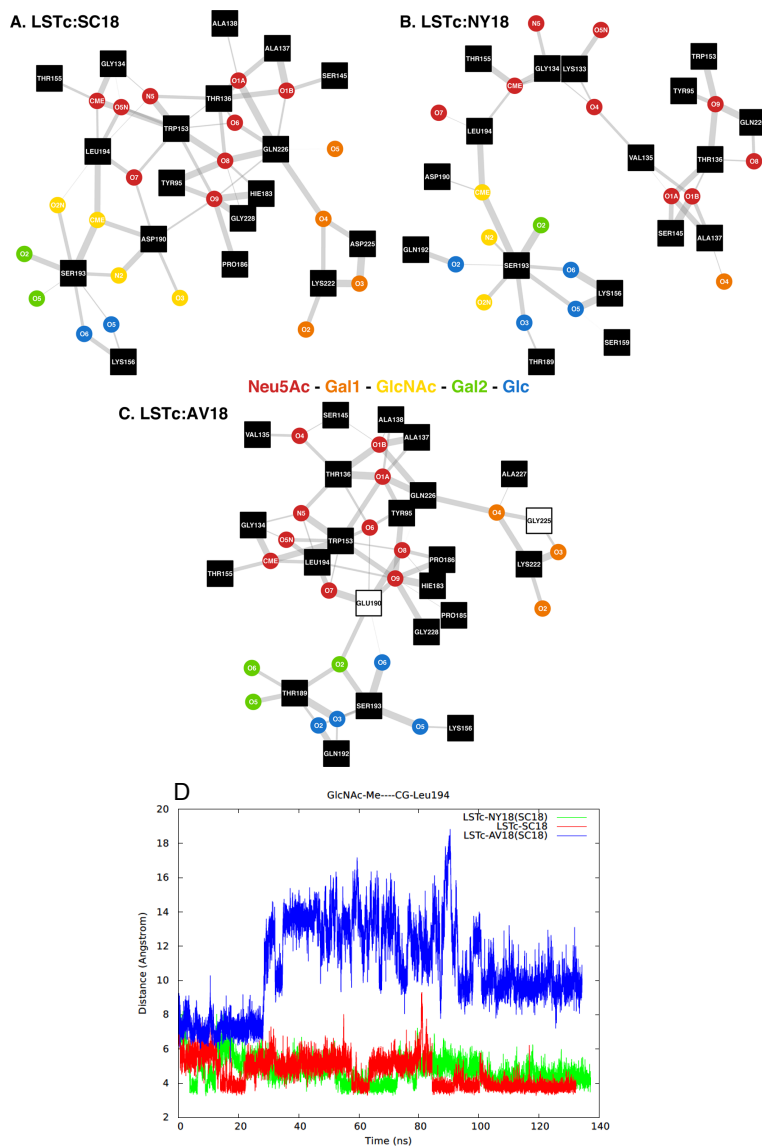 A. LSTc:SC18
ALA138
GLY134
THR155
ALA137
SER145
CME
O5N
N5
THR136
O1A
O1B
TRP153
O6
GLN226
LEU194
O5
O8
TYR95
HIE183
O7
O9
GLY228
O2N
CME
O4
ASP190
ASP225
PRO186
O2
SER193
N2
LYS222
O3
O5
O3
O5
O6
O2
LYS156
B. LSTc:NY18
N5
O5N
THR155
GLY134
LYS133
TRP153
CME
TYR95
O9
O7
O4
GLN226
LEU194
VAL135
THR136
O8
ASP190
CME
O1A
O1B
O2
N2
SER145
ALA137
GLN192
O2
SER193
O6
O4
O2N
O5
LYS156
O3
SER159
THR189
Neu5Ac - Gal1 - GlcNAc - Gal2 - Glc
C. LSTc:AV18
SER145
ALA138
VAL135
O4
O1B
ALA137
THR136
O1A
GLN226
ALA227
N5
TYR95
O4
GLY225
GLY134
O6
O5N
TRP153
O8
CME
LEU194
PRO186
LYS222
O3
THR155
O9
HIE183
O7
GLU190
PRO185
O2
GLY228
O6
O2
O6
THR189
O5
SER193
O2
O3
O5
LYS156
GLN192
D
GlcNAc-Me----CG-Leu194
LSTc-NY18(SC18)
LSTc-SC18
LSTc-AV18(SC18)
Distance (Angstrom)
20
18
16
14
12
10
8
6
4
2
0
20
40
60
80
100
120
140
Time (ns)